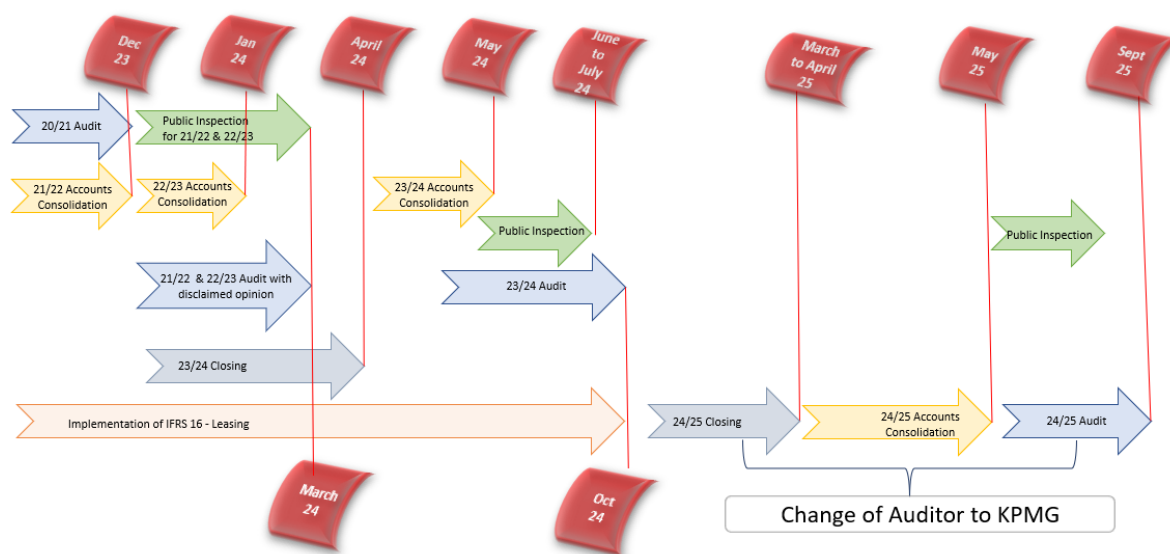 Dec
23
Jan
24
April
24
May
24
June
to
July
24
March
to April
25
May
25
Sept
25
20/21 Audit
Public Inspection
for 21/22 & 22/23
21/22 Accounts
Consolidation
22/23 Accounts
Consolidation
23/24 Accounts
Consolidation
Public Inspection
Public Inspection
21/22 & 22/23 Audit with
disclaimed opinion
23/24 Audit
23/24 Closing
Implementation of IFRS 16 - Leasing
24/25 Closing
24/25 Accounts
Consolidation
24/25 Audit
March
24
Oct
24
Change of Auditor to KPMG